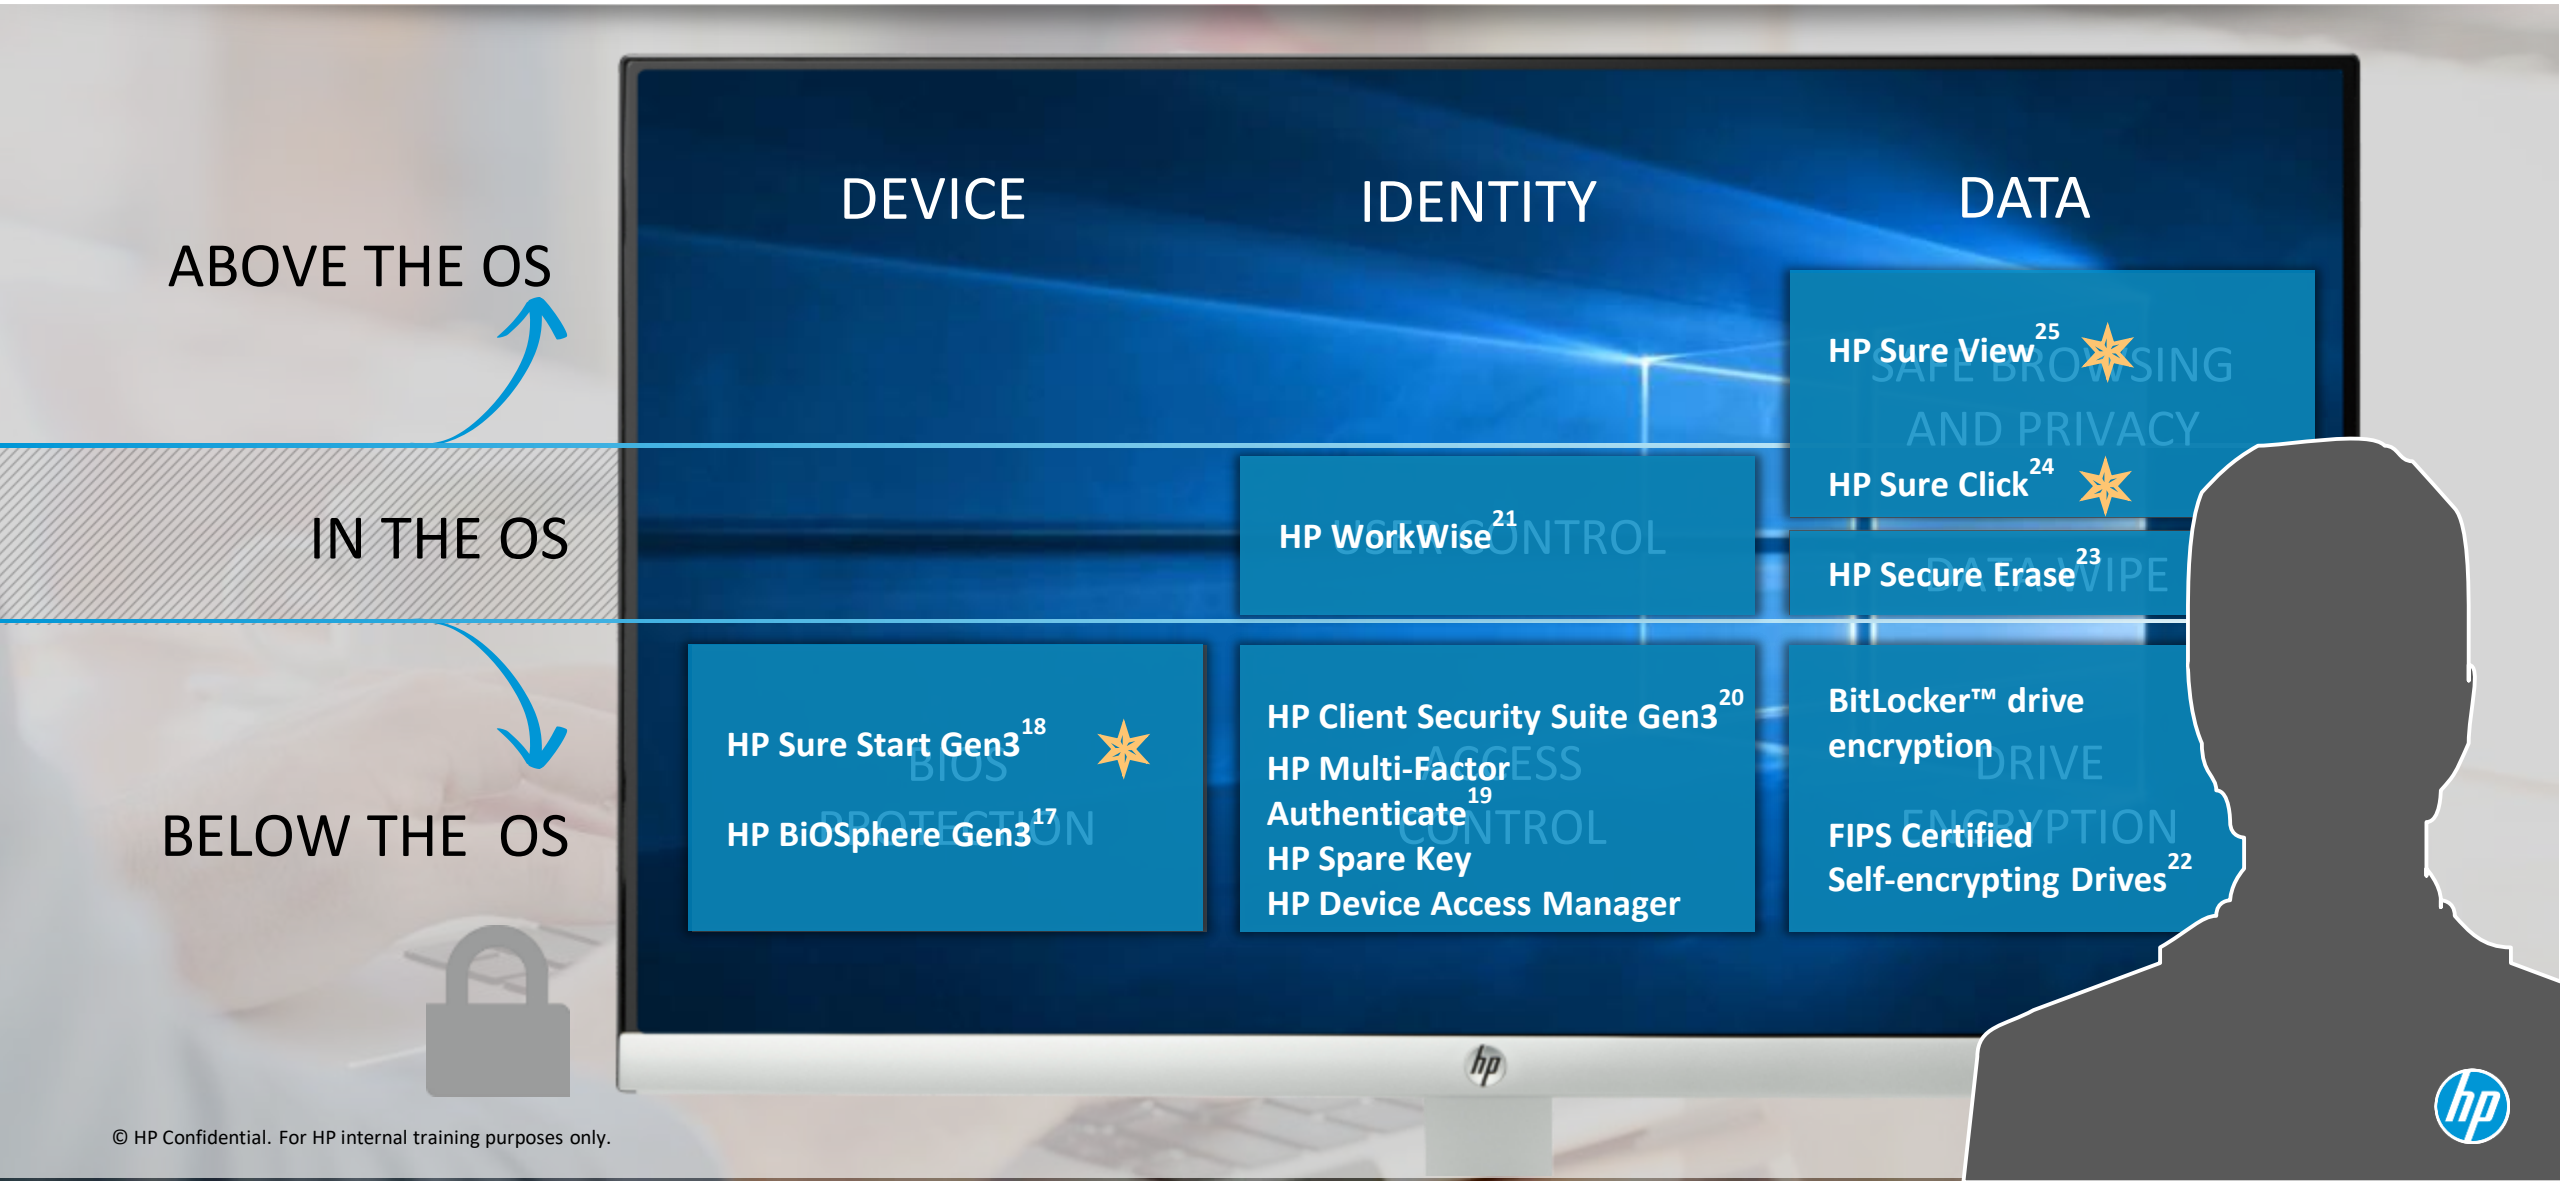 DEVICE
IDENTITY
DATA
ABOVE THE OS
HP Sure View25
SAFE BROWSING
AND PRIVACY
HP Sure Click24
IN THE OS
HP WorkWise21
USER CONTROL
HP Secure Erase23
DATA WIPE
BELOW THE OS
HP Sure Start Gen318
BIOS
PROTECTION
HP BiOSphere Gen317
HP Client Security Suite Gen320
HP Multi-Factor
Authenticate19
HP Spare Key
HP Device Access Manager
ACCESS
CONTROL
BitLocker™ drive
encryption
FIPS Certified
Self-encrypting Drives22
DRIVE
ENCRYPTION
hp
hp
© HP Confidential. For HP internal training purposes only.